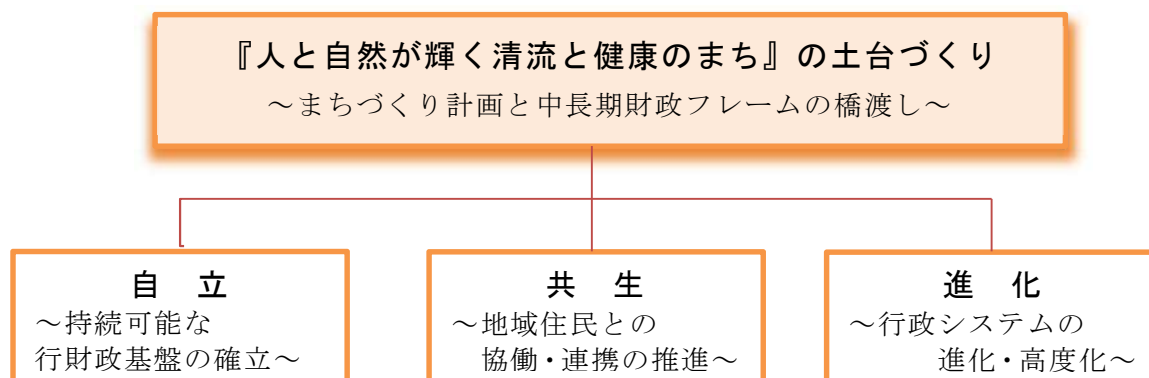 『人と自然が輝く清流と健康のまち』の土台づくり
～まちづくり計画と中長期財政フレームの橋渡し～
自 立
～持続可能な
行財政基盤の確立～
共 生
～地域住民との
協働・連携の推進～
進 化
～行政システムの
進化・高度化～